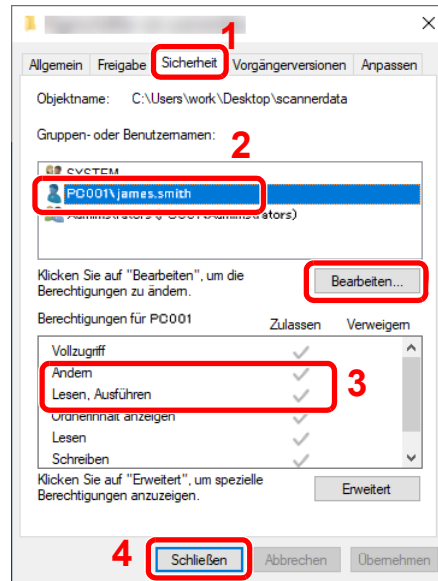 1
Allgemein Freigabe Sicherheit Vorgängerversionen Anpassen
Objektname: C:\Users\work\Desktop\scannerdata
Gruppen- oder Benutzernamen:
2
SYSTEM
PC001\james.smith
Administrators
Klicken Sie auf "Bearbeiten", um die
Berechtigungen zu ändern.
Bearbeiten...
Berechtigungen für PC001
Zulassen Verweigern
Vollzugriff
Ändern
Lesen, Ausführen
3
Ordnerinhalt anzeigen
Lesen
Schreiben
Klicken Sie auf "Erweitert", um spezielle
Berechtigungen anzuzeigen.
Erweitert
4
Schließen Abbrechen Übernehmen